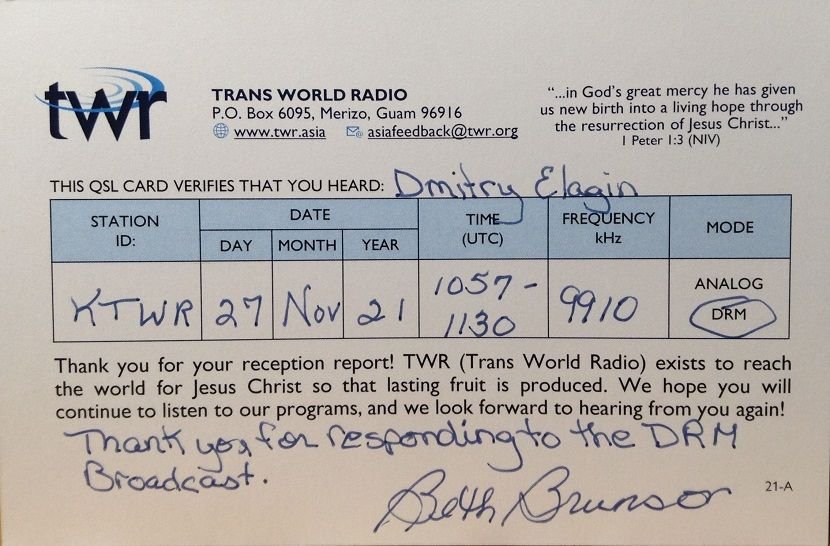 twr
TRANS WORLD RADIO
P.O. Box 6095, Merizo, Guam 96916
www.twr.asia asiafeedback@twr.org
“...in God's great mercy he has given
us new birth into a living hope through
the resurrection of Jesus Christ...”
1 Peter 1:3 (NIV)
THIS QSL CARD VERIFIES THAT YOU HEARD: Dmitry Elagin
STATION ID: DATE TIME (UTC) FREQUENCY kHz MODE
DAY MONTH YEAR
KTWR 27 Nov 21 1057-1130 9910 ANALOG DRM
Thank you for your reception report! TWR (Trans World Radio) exists to reach
the world for Jesus Christ so that lasting fruit is produced. We hope you will
continue to listen to our programs, and we look forward to hearing from you again!
Thank you for responding to the DRM
Broadcast.
Beth Brunson
21-A